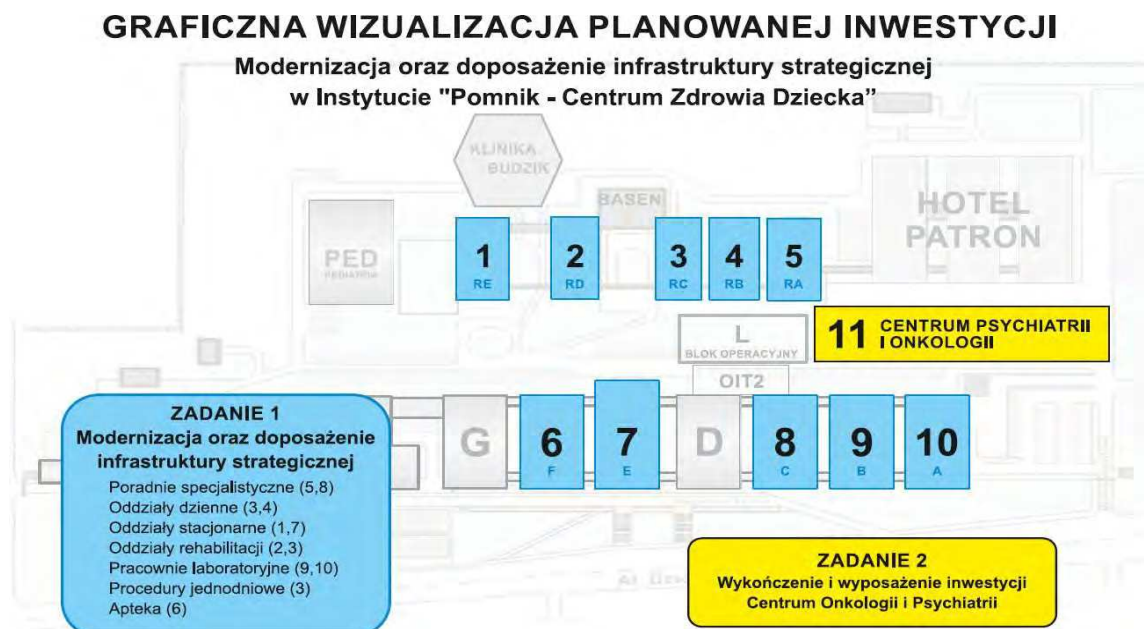 GRAFICZNA WIZUALIZACJA PLANOWANEJ INWESTYCJI
Modernizacja oraz doposażenie infrastruktury strategicznej
w Instytucie "Pomnik - Centrum Zdrowia Dziecka”
KLINIKA
BUDZIK
BASEN
HOTEL
PATRON
PED
PEDIATRIA
1
RE
2
RD
3
RC
4
RB
5
RA
11 CENTRUM PSYCHIATRII
I ONKOLOGII
L
BLOK OPERACYJNY
OIT2
G
6
F
7
E
D
8
C
9
B
10
A
ZADANIE 1
Modernizacja oraz doposażenie
infrastruktury strategicznej
Poradnie specjalistyczne (5,8)
Oddziały dzienne (3,4)
Oddziały stacjonarne (1,7)
Oddziały rehabilitacji (2,3)
Pracownie laboratoryjne (9,10)
Procedury jednodniowe (3)
Apteka (6)
ZADANIE 2
Wykończenie i wyposażenie inwestycji
Centrum Onkologii i Psychiatrii